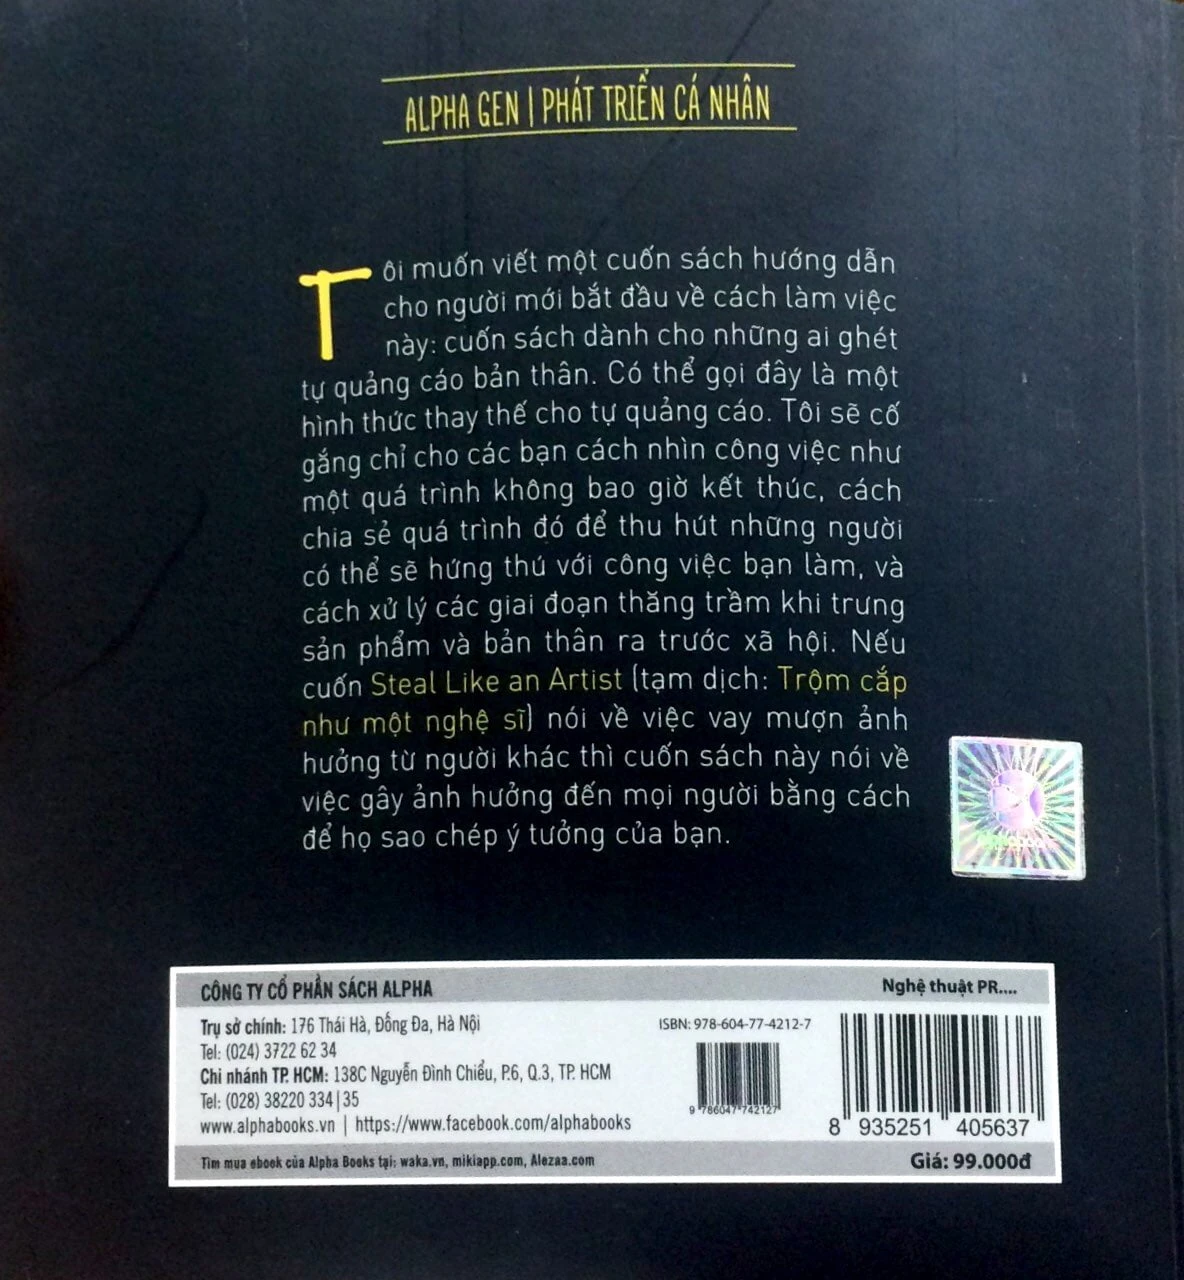 ALPHA GEN | PHÁT TRIỂN CÁ NHÂN
Tôi muốn viết một cuốn sách hướng dẫn
cho người mới bắt đầu về cách làm việc
này: cuốn sách dành cho những ai ghét
tự quảng cáo bản thân. Có thể gọi đây là một
hình thức thay thế cho tự quảng cáo. Tôi sẽ cố
gắng chỉ cho các bạn cách nhìn công việc như
một quá trình không bao giờ kết thúc, cách
chia sẻ quá trình đó để thu hút những người
có thể sẽ hứng thú với công việc bạn làm, và
cách xử lý các giai đoạn thăng trầm khi trưng
sản phẩm và bản thân ra trước xã hội. Nếu
cuốn Steal Like an Artist (tạm dịch: Trộm cắp
như một nghệ sĩ) nói về việc vay mượn ảnh
hưởng từ người khác thì cuốn sách này nói về
việc gây ảnh hưởng đến mọi người bằng cách
để họ sao chép ý tưởng của bạn.
CÔNG TY CỔ PHẦN SÁCH ALPHA
Nghệ thuật PR....
Trụ sở chính: 176 Thái Hà, Đống Đa, Hà Nội
Tel: (024) 3722 62 34
Chi nhánh TP. HCM: 138C Nguyễn Đình Chiểu, P.6, Q.3, TP. HCM
Tel: (028) 38220 334|35
www.alphabooks.vn | https://www.facebook.com/alphabooks
ISBN: 978-604-77-4212-7
9 786047 742127
8 935251 405637
Tìm mua ebook của Alpha Books tại: waka.vn, mikiapp.com, Alezaa.com
Giá: 99.000đ